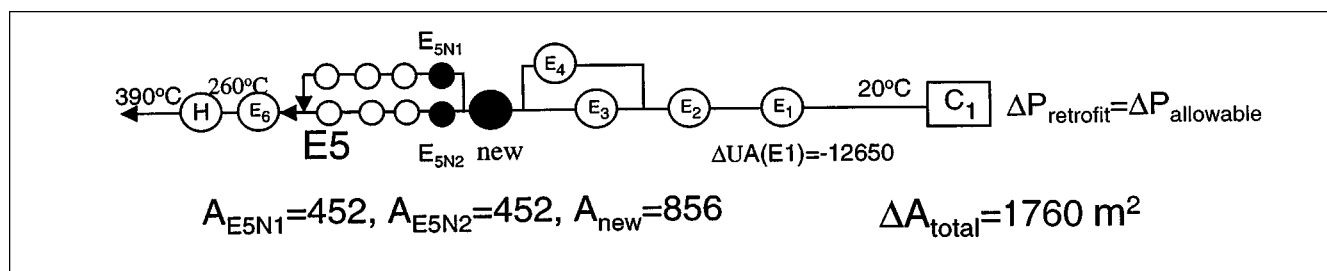 E5N1
E4
390°C 260°C 20°C
H E6 E3 E2 E1 C1 ΔPretrofit=ΔPallowable
E5 E5N2 new ΔUA(E1)=-12650
AE5N1=452, AE5N2=452, Anew=856 ΔAtotal=1760 m²